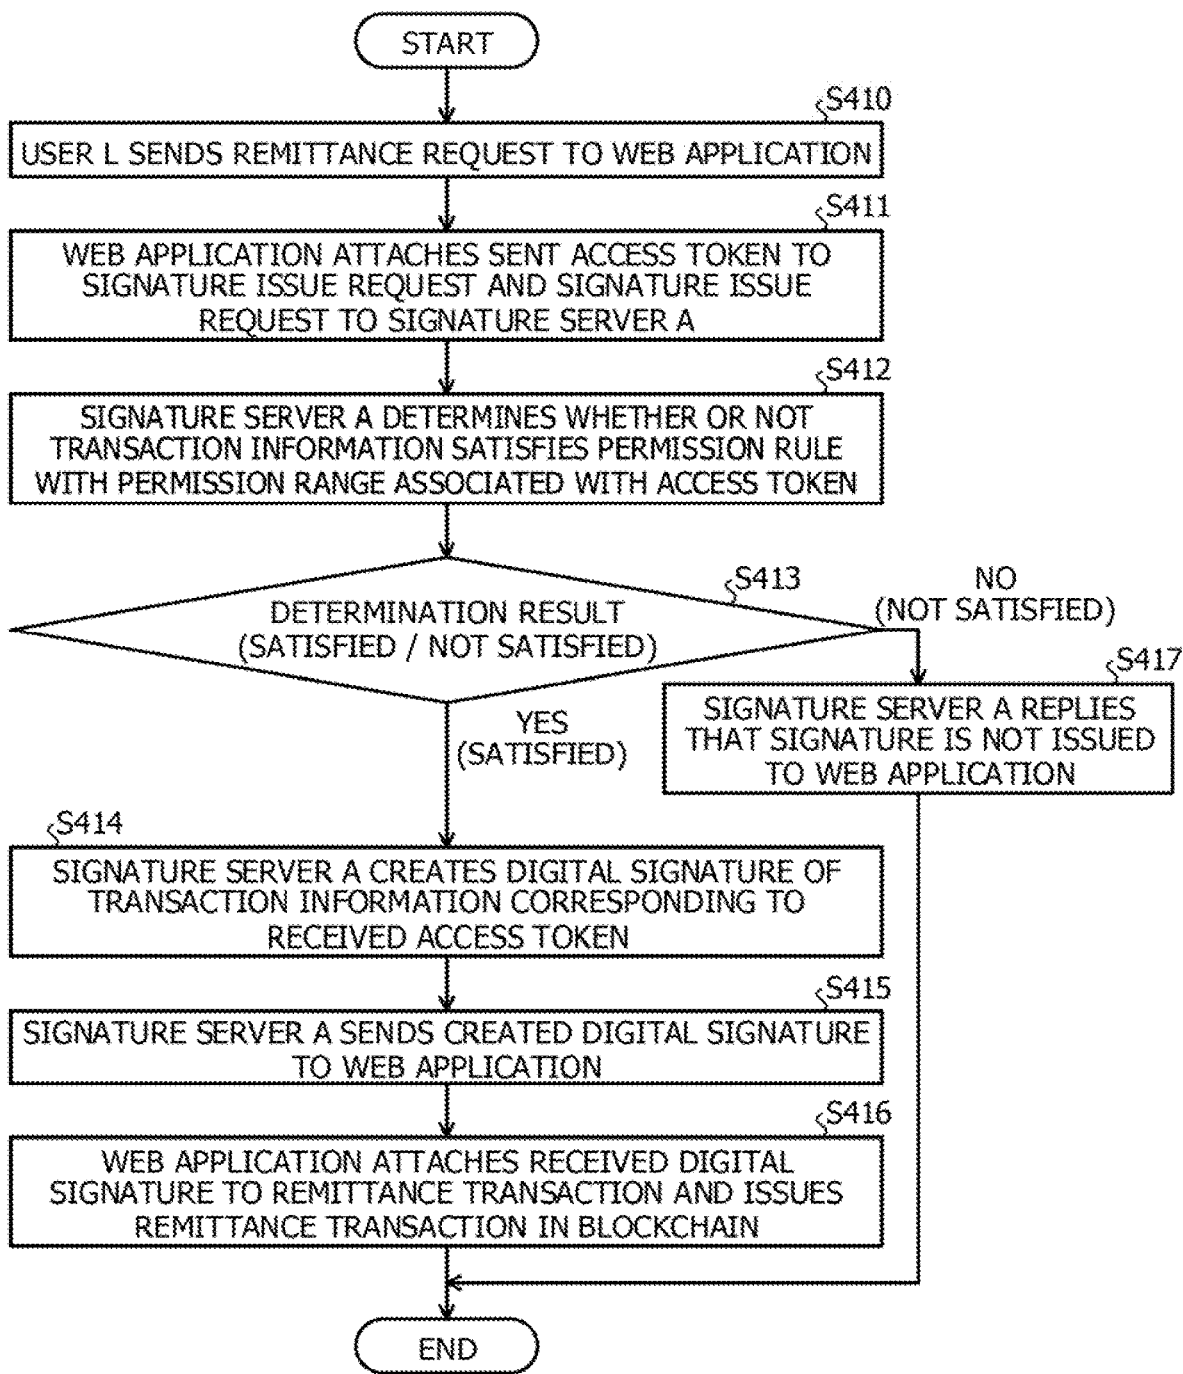 START
S410
USER L SENDS REMITTANCE REQUEST TO WEB APPLICATION
S411
WEB APPLICATION ATTACHES SENT ACCESS TOKEN TO
SIGNATURE ISSUE REQUEST AND SIGNATURE ISSUE
REQUEST TO SIGNATURE SERVER A
S412
SIGNATURE SERVER A DETERMINES WHETHER OR NOT
TRANSACTION INFORMATION SATISFIES PERMISSION RULE
WITH PERMISSION RANGE ASSOCIATED WITH ACCESS TOKEN
S413
DETERMINATION RESULT
(SATISFIED / NOT SATISFIED)
NO
(NOT SATISFIED)
S417
SIGNATURE SERVER A REPLIES
THAT SIGNATURE IS NOT ISSUED
TO WEB APPLICATION
YES
(SATISFIED)
S414
SIGNATURE SERVER A CREATES DIGITAL SIGNATURE OF
TRANSACTION INFORMATION CORRESPONDING TO
RECEIVED ACCESS TOKEN
S415
SIGNATURE SERVER A SENDS CREATED DIGITAL SIGNATURE
TO WEB APPLICATION
S416
WEB APPLICATION ATTACHES RECEIVED DIGITAL
SIGNATURE TO REMITTANCE TRANSACTION AND ISSUES
REMITTANCE TRANSACTION IN BLOCKCHAIN
END